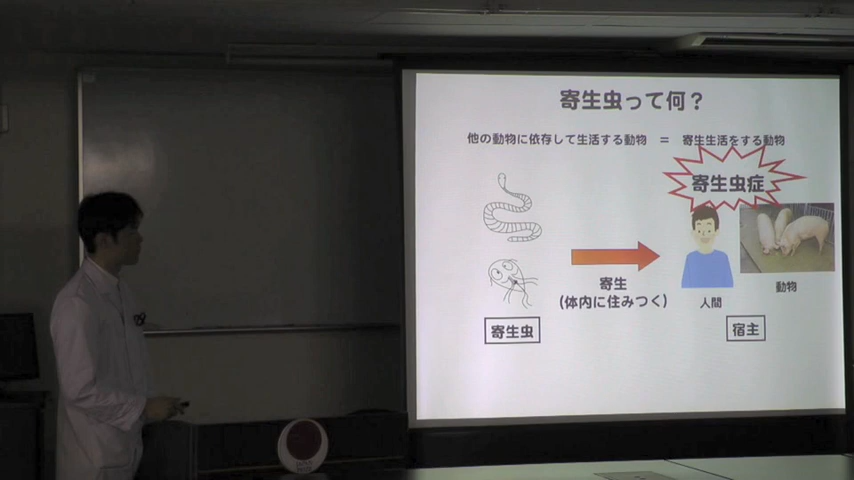 寄生虫って何？
他の動物に依存して生活する動物 ＝ 寄生生活をする動物
寄生虫症
寄生
（体内に住みつく）
人間
動物
寄生虫
宿主